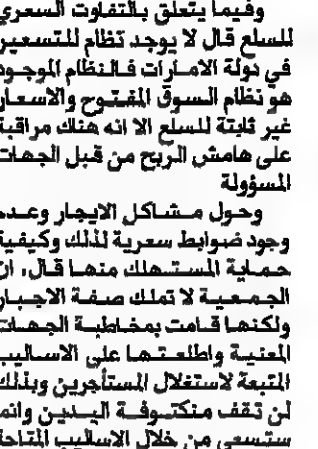 وفيما يتعلق بالتفاوت السعري
للسلع قال لا يوجد نظام للتسعير
في دولة الامارات فالنظام الموجود
هو نظام السوق المفتوح والاسعار
غير ثابتة للسلع الا انه هناك مراقبة
على هامش الربح من قبل الجهات
المسؤولة
وحول مشاكل الايجار وعدم
وجود ضوابط سعرية لذلك وكيفية
حماية المستهلك منها قال، ان
الجمعية لا تملك صفة الاجبار
ولكنها قامت بمخاطبة الجهات
المعنية واطلعتها على الاساليب
المتبعة لاستغلال المستأجرين وبذلك
لن تقف مكتوفة اليدين وانما
ستسعى من خلال الاساليب المتاحة